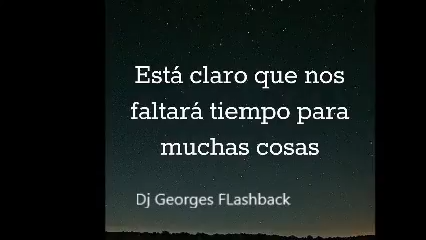 Está claro que nos
faltará tiempo para
muchas cosas
Dj Georges FLashback